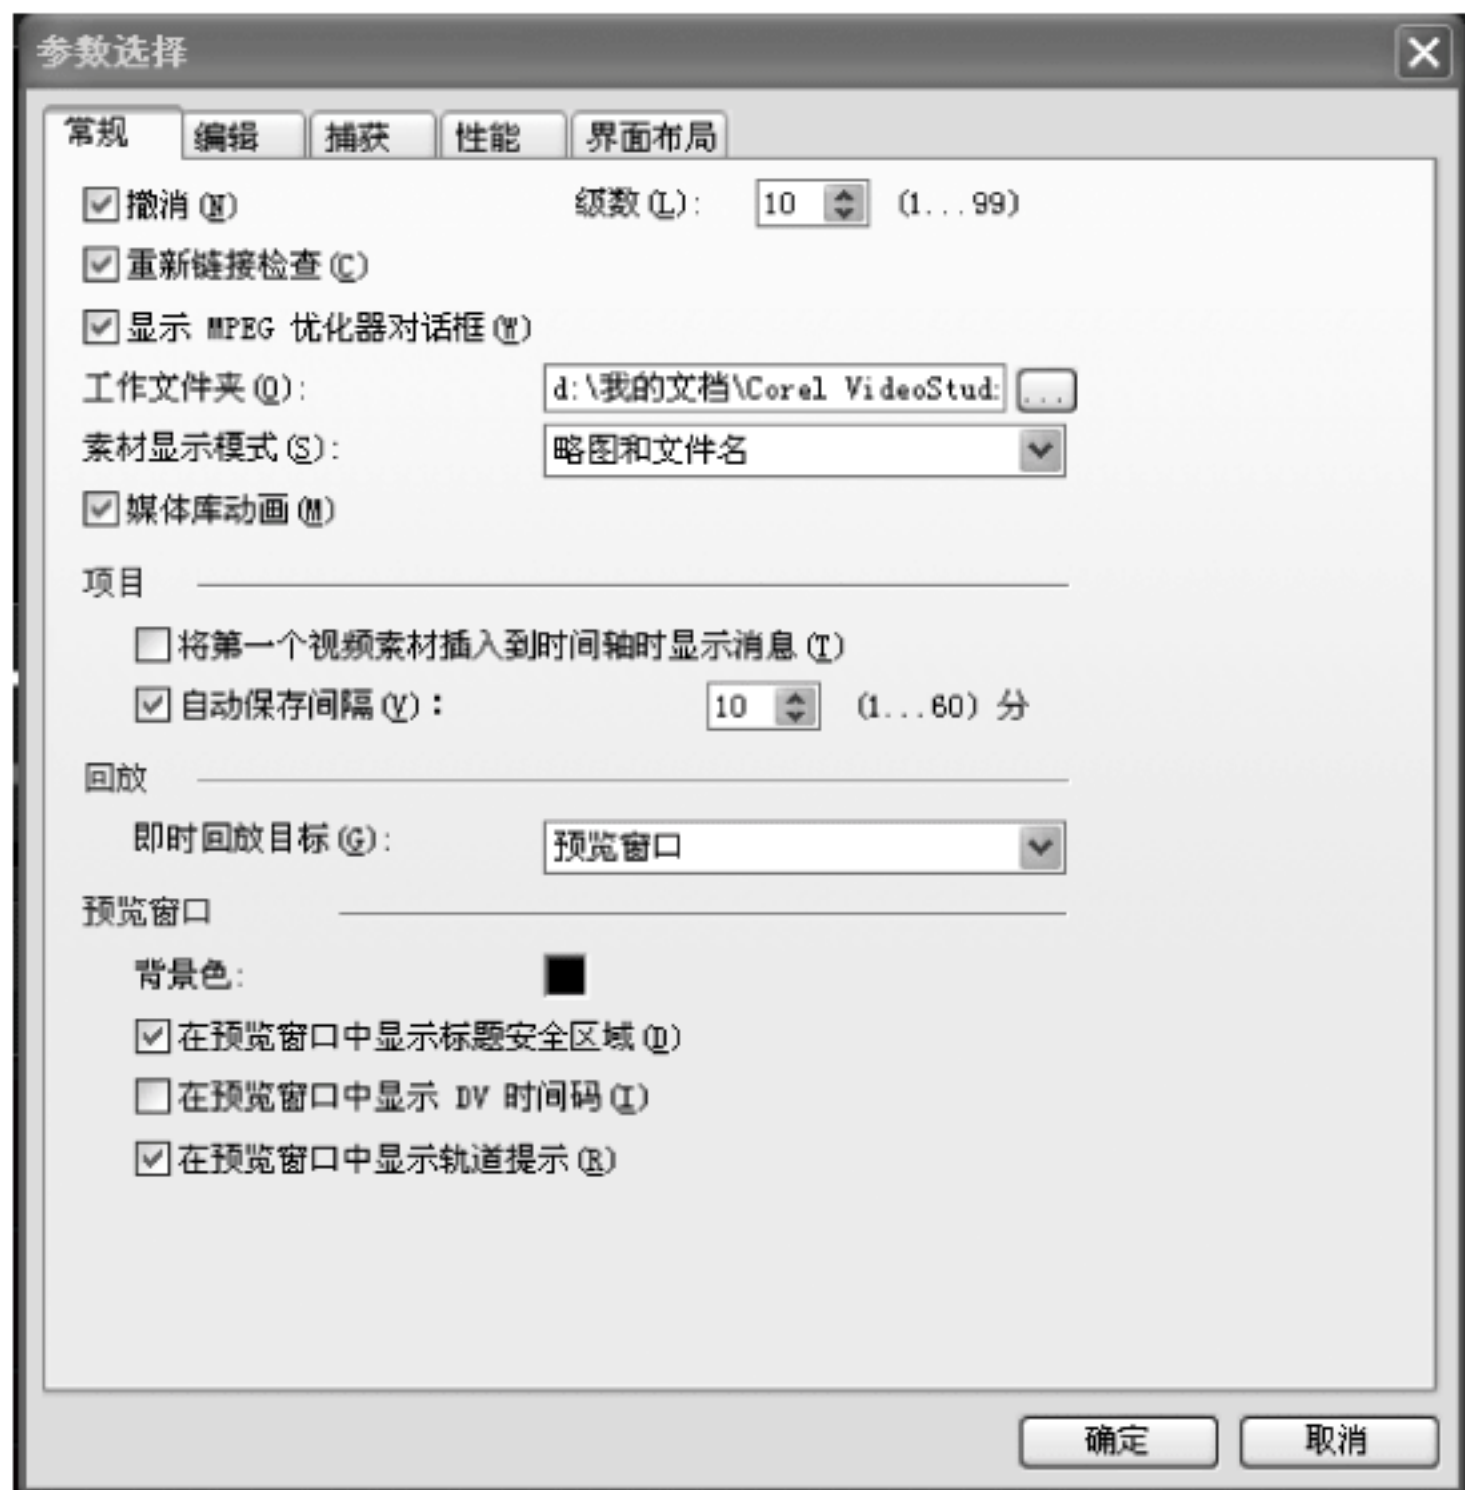 参数选择
常规 编辑 捕获 性能 界面布局
撤消(N) 级数(L): 10 (1...99)
重新链接检查(C)
显示 MPEG 优化器对话框(W)
工作文件夹(O): d:\我的文档\Corel VideoStud: ...
素材显示模式(S): 略图和文件名
媒体库动画(M)
项目
将第一个视频素材插入到时间轴时显示消息(T)
自动保存间隔(V): 10 (1...60) 分
回放
即时回放目标(G): 预览窗口
预览窗口
背景色:
在预览窗口中显示标题安全区域(D)
在预览窗口中显示 DV 时间码(I)
在预览窗口中显示轨道提示(R)
确定 取消